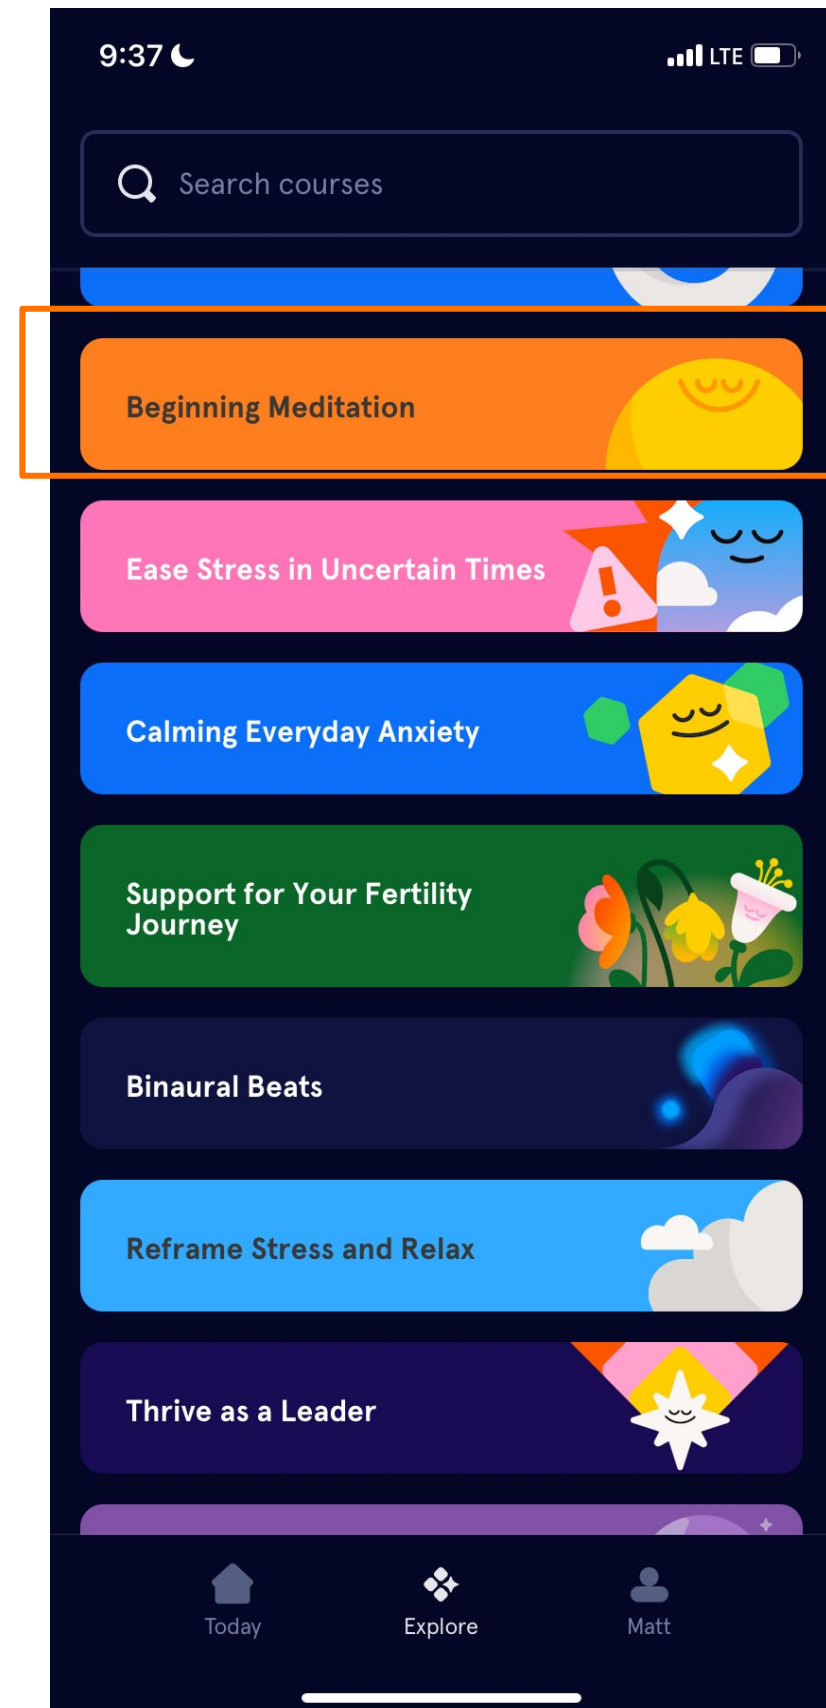 9:37
LTE
Search courses
Beginning Meditation
Ease Stress in Uncertain Times
Calming Everyday Anxiety
Support for Your Fertility
Journey
Binaural Beats
Reframe Stress and Relax
Thrive as a Leader
Today
Explore
Matt